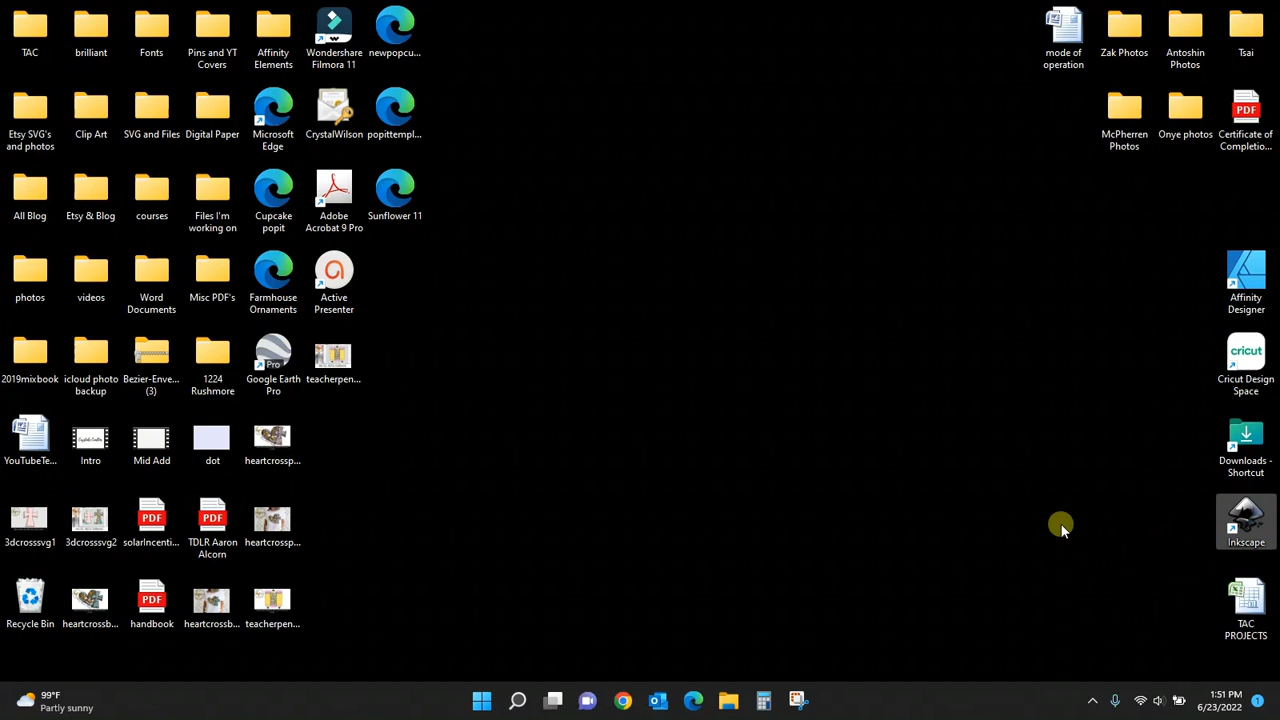 TAC
brilliant
Fonts
Pins and YT
Covers
Affinity
Elements
Wondershare
Filmora 11
newpopcu...
mode of
operation
Zak Photos
Antoshin
Photos
Tsai
Etsy SVG's
and photos
Clip Art
SVG and Files
Digital Paper
Microsoft
Edge
CrystalWilson
popittempl...
McPherren
Photos
Onye photos
PDF
Certificate of
Completio...
All Blog
Etsy & Blog
courses
Files I'm
working on
Cupcake
popit
Adobe
Acrobat 9 Pro
Sunflower 11
photos
videos
Word
Documents
Misc PDF's
Farmhouse
Ornaments
Active
Presenter
Affinity
Designer
2019mixbook
icloud photo
backup
Bezier-Enve...
(3)
1224
Rushmore
Pro
Google Earth
Pro
teacherpen...
cricut
Cricut Design
Space
YouTubeTe...
Intro
Mid Add
dot
heartcrossp...
Downloads -
Shortcut
3dcrosssvg1
3dcrosssvg2
PDF
solarIncenti...
PDF
TDLR Aaron
Alcorn
heartcrossp...
Inkscape
Recycle Bin
heartcrossb...
PDF
handbook
heartcrossb...
teacherpen...
TAC
PROJECTS
99°F
Partly sunny
1:51 PM
6/23/2022
1